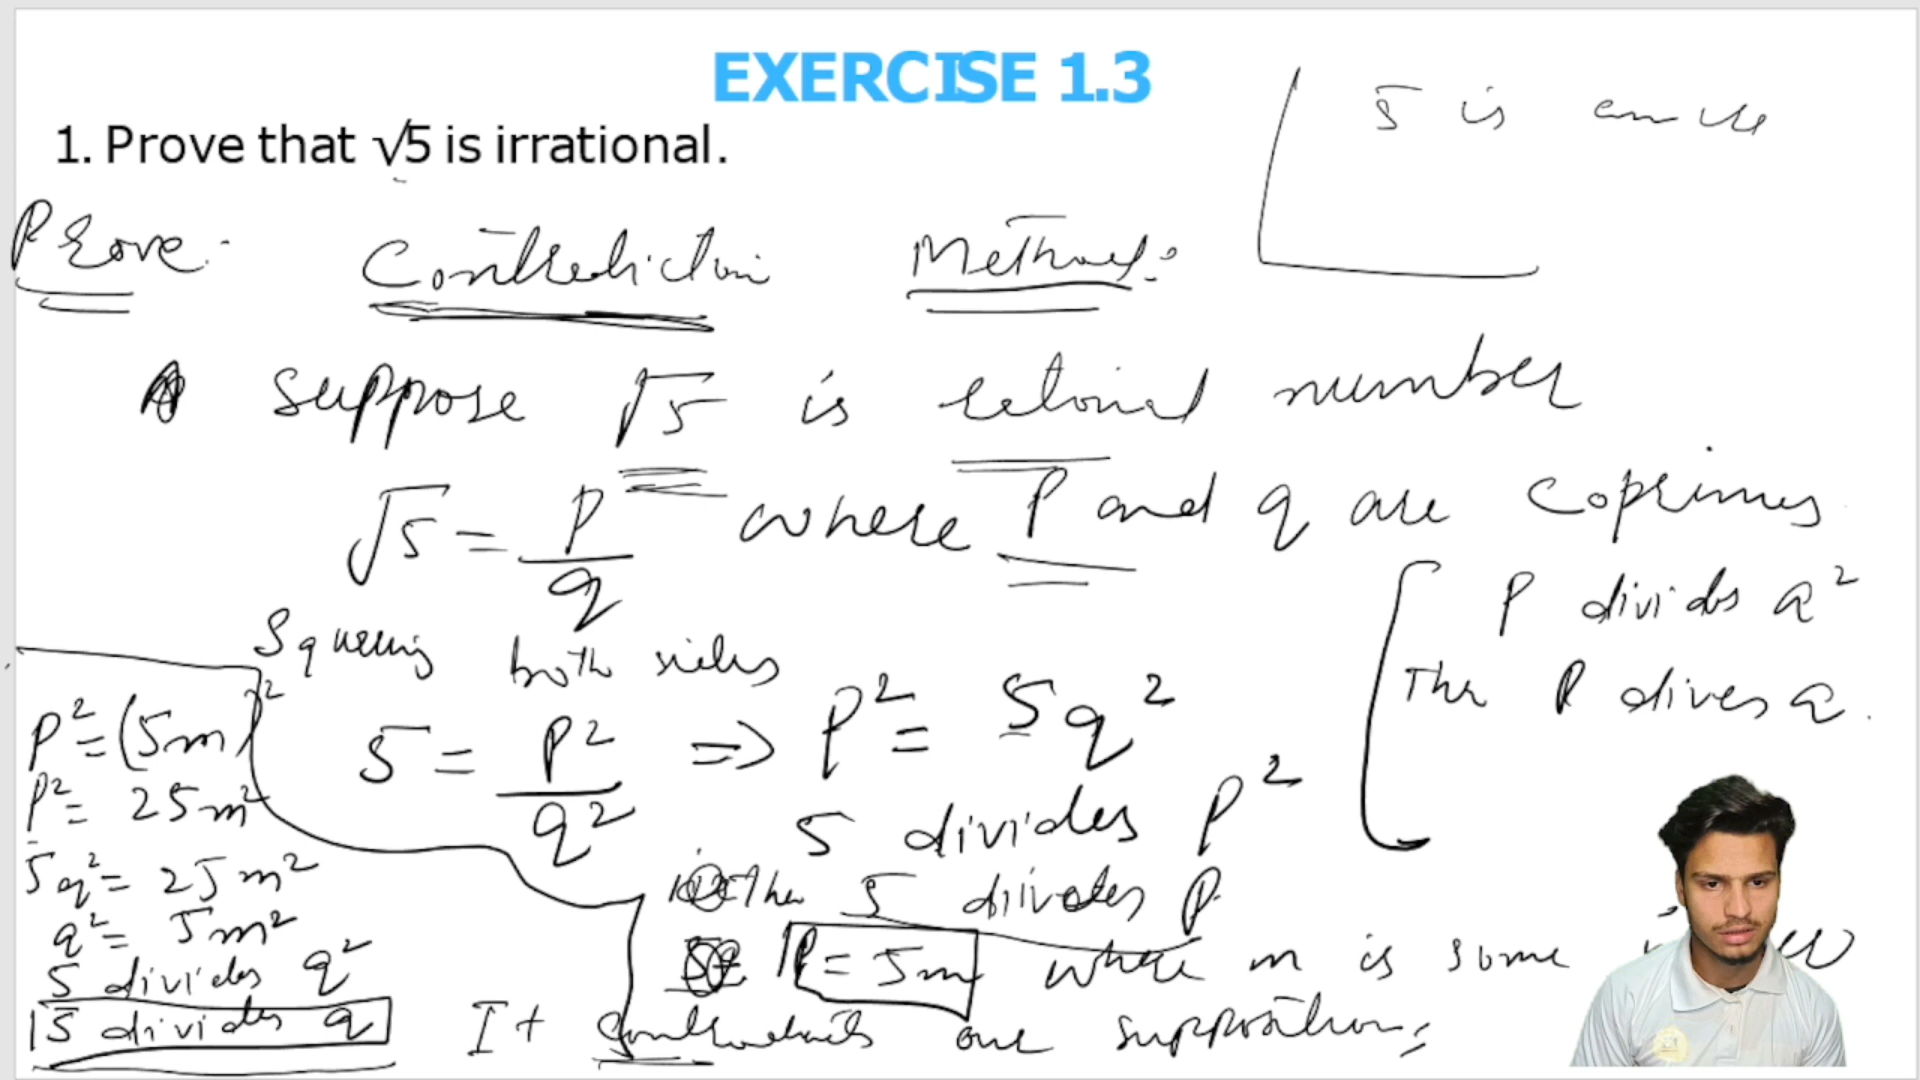 EXERCISE 1.3
5 is
1. Prove that √5 is irrational.
Prove:
Contradiction Method:
suppose √5 is rational number
√5 = p/q where P and q are coprimes
Squaring both sides
5 = p²/q² => p² = 5q²
5 divides p²
5 divides p
P = 5m where m is some
It contradicts our supposition
P divides a²
The P dives a.
p² = (5m)²
p² = 25m²
5q² = 25m²
q² = 5m²
5 divides q²
5 divides q